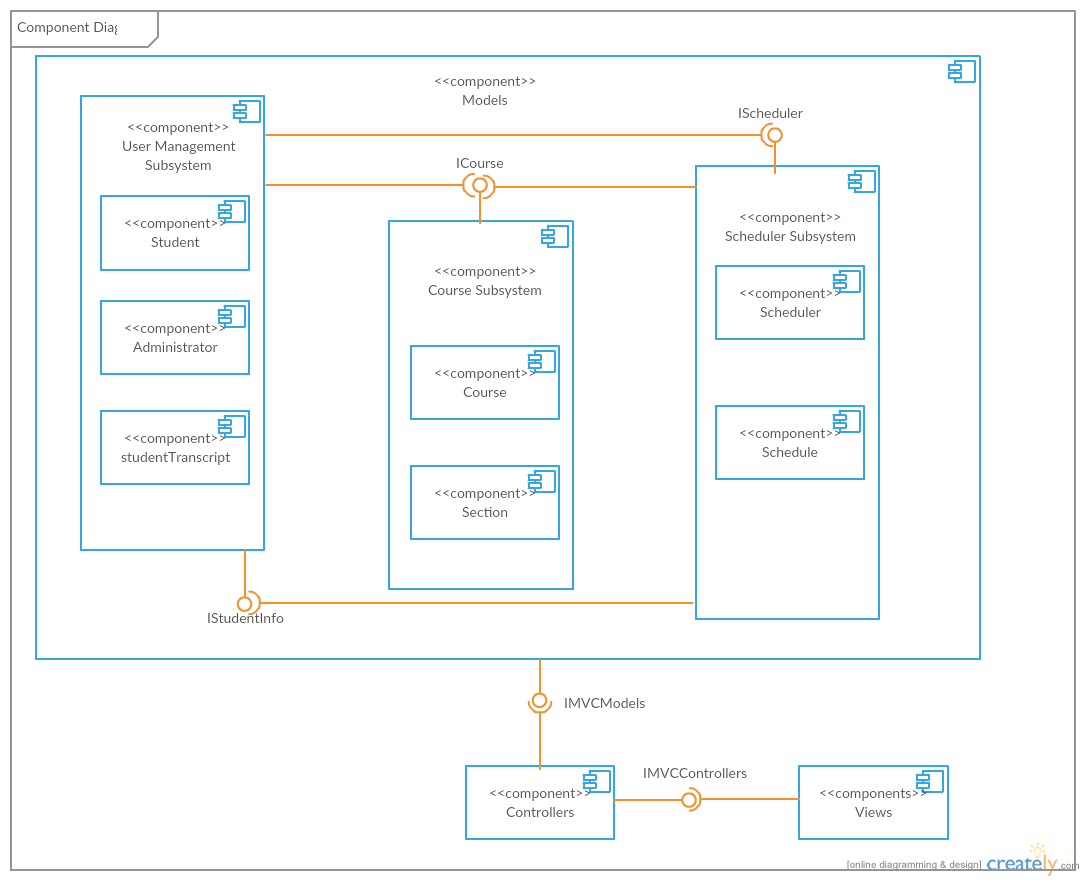 Component Diag
<<component>>
Models
<<component>>
User Management
Subsystem
IScheduler
ICourse
<<component>>
Student
<<component>>
Scheduler Subsystem
<<component>>
Course Subsystem
<<component>>
Scheduler
<<component>>
Administrator
<<component>>
Course
<<component>>
studentTranscript
<<component>>
Schedule
<<component>>
Section
IStudentInfo
IMVCModels
IMVCControllers
<<component>>
Controllers
<<components>>
Views
[online diagramming & design] creately.com